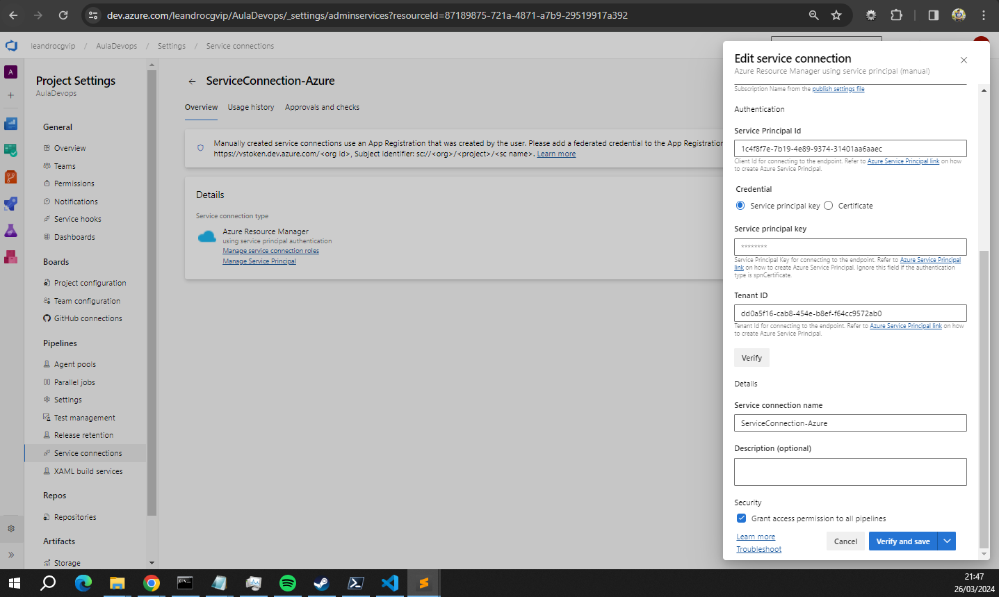 dev.azure.com/leandrocgvip/AulaDevops/_settings/adminservices?resourceId=87189875-721a-4871-a7b9-29519917a392
leandrocgvip / AulaDevops / Settings / Service connections
A
Project Settings
AulaDevops
General
Overview
Teams
Permissions
Notifications
Service hooks
Dashboards
Boards
Project configuration
Team configuration
GitHub connections
Pipelines
Agent pools
Parallel jobs
Settings
Test management
Release retention
Service connections
XAML build services
Repos
Repositories
Artifacts
Storage
ServiceConnection-Azure
Overview Usage history Approvals and checks
Manually created service connections use an App Registration that was created by the user. Please add a federated credential to the App Registration
https://vstoken.dev.azure.com/<org id>, Subject identifier: sc://<org>/<project>/<sc name>. Learn more
Details
Service connection type
Azure Resource Manager
using service principal authentication
Manage service connection roles
Manage Service Principal
Edit service connection
Azure Resource Manager using service principal (manual)
Subscription Name from the publish settings file
Authentication
Service Principal Id
1c4f8f7e-7b19-4e89-9374-31401aa6aaec
Client Id for connecting to the endpoint. Refer to Azure Service Principal link on how
to create Azure Service Principal.
Credential
Service principal key Certificate
Service principal key
********
Service Principal Key for connecting to the endpoint. Refer to Azure Service Principal
link on how to create Azure Service Principal. Ignore this field if the authentication
type is spnCertificate.
Tenant ID
dd0a5f16-cab8-454e-b8ef-f64cc9572ab0
Tenant Id for connecting to the endpoint. Refer to Azure Service Principal link on how
to create Azure Service Principal.
Verify
Details
Service connection name
ServiceConnection-Azure
Description (optional)
Security
Grant access permission to all pipelines
Learn more
Troubleshoot
Cancel
Verify and save
21:47
26/03/2024